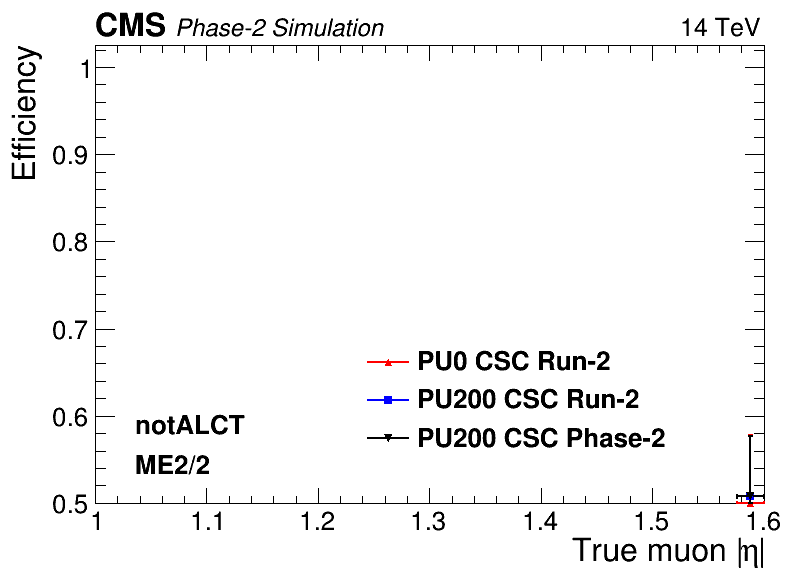 CMS Phase-2 Simulation 14 TeV
Efficiency
1
0.9
0.8
0.7
0.6
0.5
PU0 CSC Run-2
PU200 CSC Run-2
PU200 CSC Phase-2
notALCT
ME2/2
1 1.1 1.2 1.3 1.4 1.5 1.6
True muon |η|